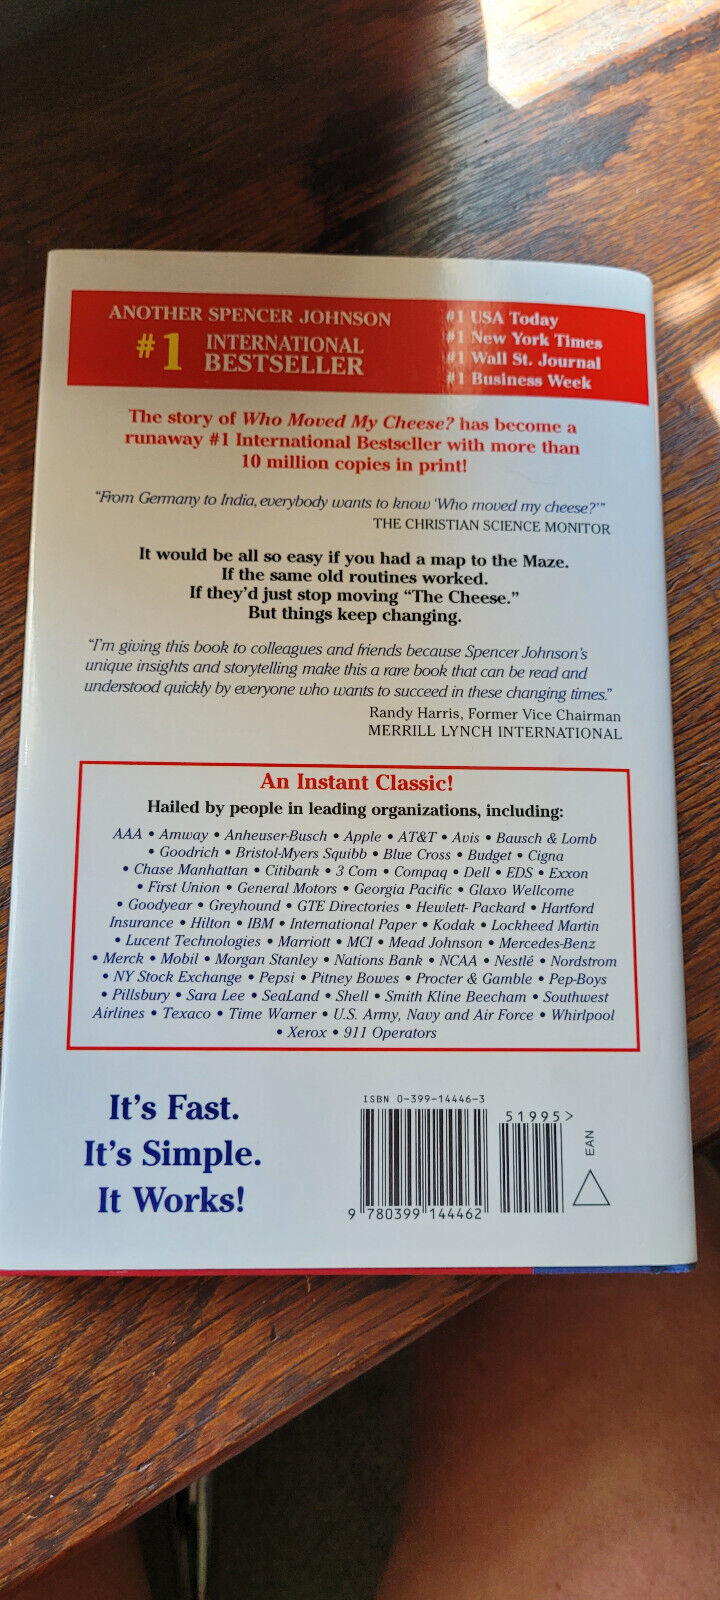 ANOTHER SPENCER JOHNSON
#1 INTERNATIONAL
BESTSELLER
#1 USA Today
#1 New York Times
#1 Wall St. Journal
#1 Business Week
The story of Who Moved My Cheese? has become a
runaway #1 International Bestseller with more than
10 million copies in print!
"From Germany to India, everybody wants to know 'Who moved my cheese?'"
THE CHRISTIAN SCIENCE MONITOR
It would be all so easy if you had a map to the Maze.
If the same old routines worked.
If they'd just stop moving "The Cheese."
But things keep changing.
"I'm giving this book to colleagues and friends because Spencer Johnson's
unique insights and storytelling make this a rare book that can be read and
understood quickly by everyone who wants to succeed in these changing times."
Randy Harris, Former Vice Chairman
MERRILL LYNCH INTERNATIONAL
An Instant Classic!
Hailed by people in leading organizations, including:
AAA • Amway • Anheuser-Busch • Apple • AT&T • Avis • Bausch & Lomb
• Goodrich • Bristol-Myers Squibb • Blue Cross • Budget • Cigna
• Chase Manhattan • Citibank • 3 Com • Compaq • Dell • EDS • Exxon
• First Union • General Motors • Georgia Pacific • Glaxo Wellcome
• Goodyear • Greyhound • GTE Directories • Hewlett- Packard • Hartford
Insurance • Hilton • IBM • International Paper • Kodak • Lockheed Martin
• Lucent Technologies • Marriott • MCI • Mead Johnson • Mercedes-Benz
• Merck • Mobil • Morgan Stanley • Nations Bank • NCAA • Nestlé • Nordstrom
• NY Stock Exchange • Pepsi • Pitney Bowes • Procter & Gamble • Pep-Boys
• Pillsbury • Sara Lee • SeaLand • Shell • Smith Kline Beecham • Southwest
Airlines • Texaco • Time Warner • U.S. Army, Navy and Air Force • Whirlpool
• Xerox • 911 Operators
It's Fast.
It's Simple.
It Works!
ISBN 0-399-14446-3
51995>
EAN
9 780399 144462